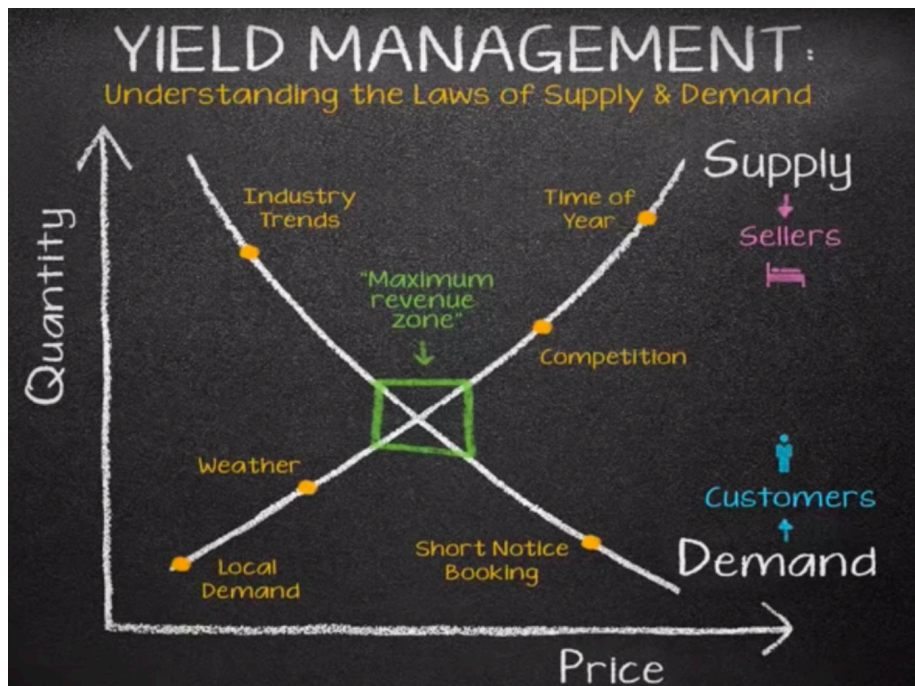 YIELD MANAGEMENT:
Understanding the Laws of Supply & Demand
Quantity
Industry
Trends
Time of
Year
Supply
Sellers
"Maximum
revenue
zone"
Competition
Weather
Customers
Local
Demand
Short Notice
Booking
Demand
Price